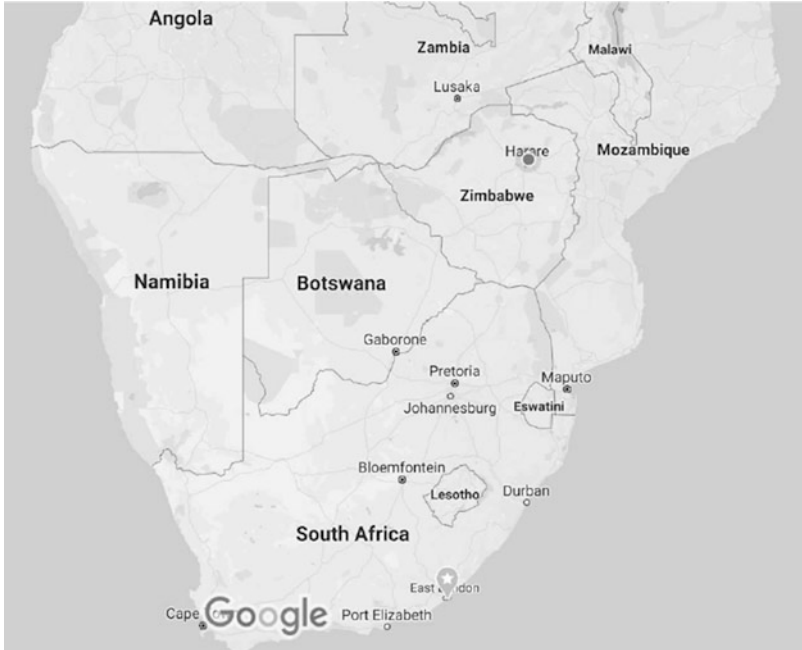 Angola
Zambia
Malawi
Lusaka
Harare
Mozambique
Zimbabwe
Namibia
Botswana
Gaborone
Pretoria
Maputo
Johannesburg
Eswatini
Bloemfontein
Lesotho
Durban
South Africa
East London
Cape
Google
Port Elizabeth